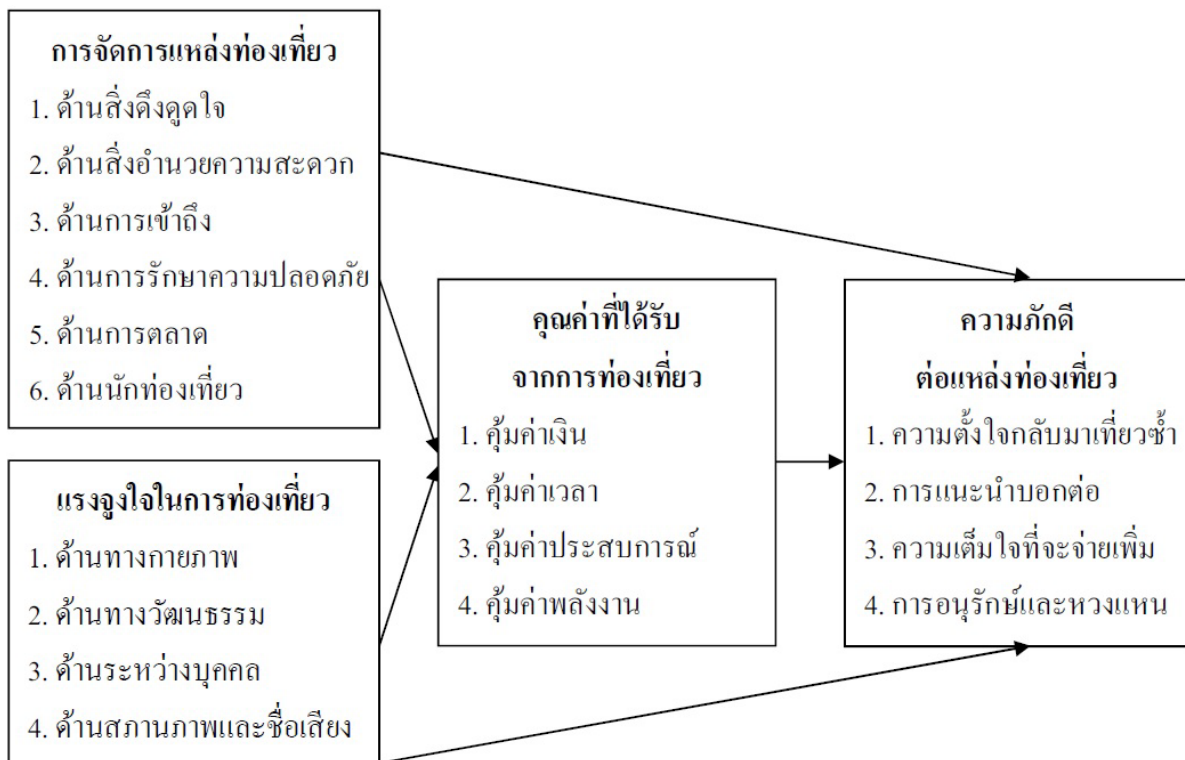 การจัดการแหล่งท่องเที่ยว
1. ด้านสิ่งดึงดูดใจ
2. ด้านสิ่งอำนวยความสะดวก
3. ด้านการเข้าถึง
4. ด้านการรักษาความปลอดภัย
5. ด้านการตลาด
6. ด้านนักท่องเที่ยว
แรงจูงใจในการท่องเที่ยว
1. ด้านทางกายภาพ
2. ด้านทางวัฒนธรรม
3. ด้านระหว่างบุคคล
4. ด้านสถานภาพและชื่อเสียง
คุณค่าที่ได้รับ
จากการท่องเที่ยว
1. คุ้มค่าเงิน
2. คุ้มค่าเวลา
3. คุ้มค่าประสบการณ์
4. คุ้มค่าพลังงาน
ความภักดี
ต่อแหล่งท่องเที่ยว
1. ความตั้งใจกลับมาเที่ยวซ้ำ
2. การแนะนำบอกต่อ
3. ความเต็มใจที่จะจ่ายเพิ่ม
4. การอนุรักษ์และหวงแหน